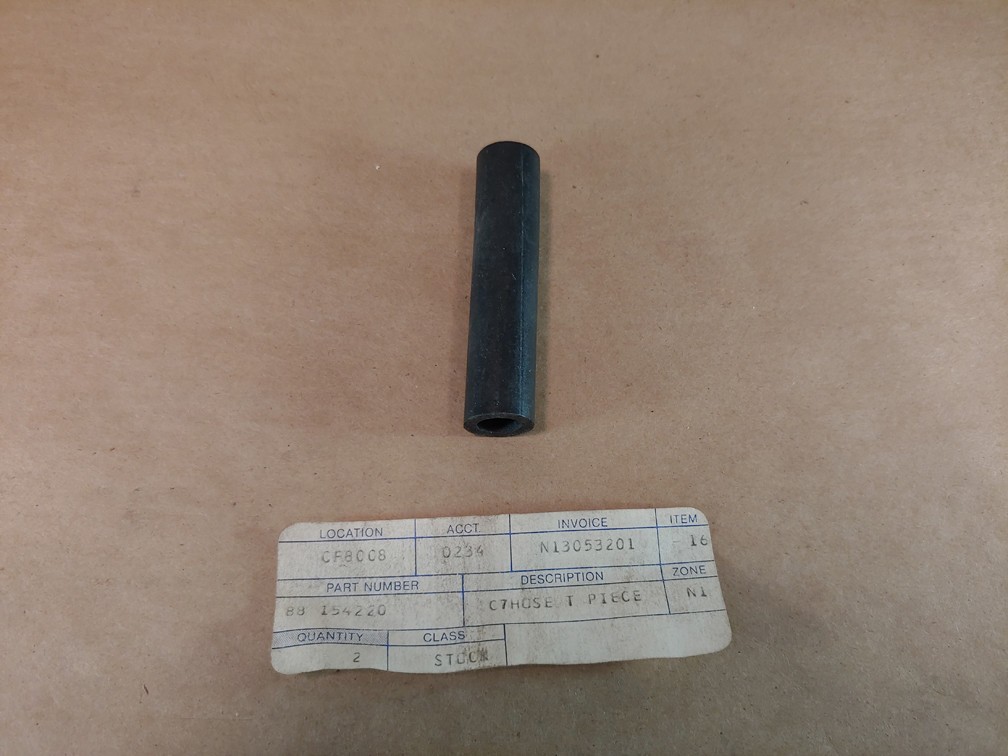 LOCATION ACCT. INVOICE ITEM
CF8008 0234 N13053201 - 16
PART NUMBER DESCRIPTION ZONE
88 154220 C7HOSE T PIECE N1
QUANTITY CLASS
2 STOCK